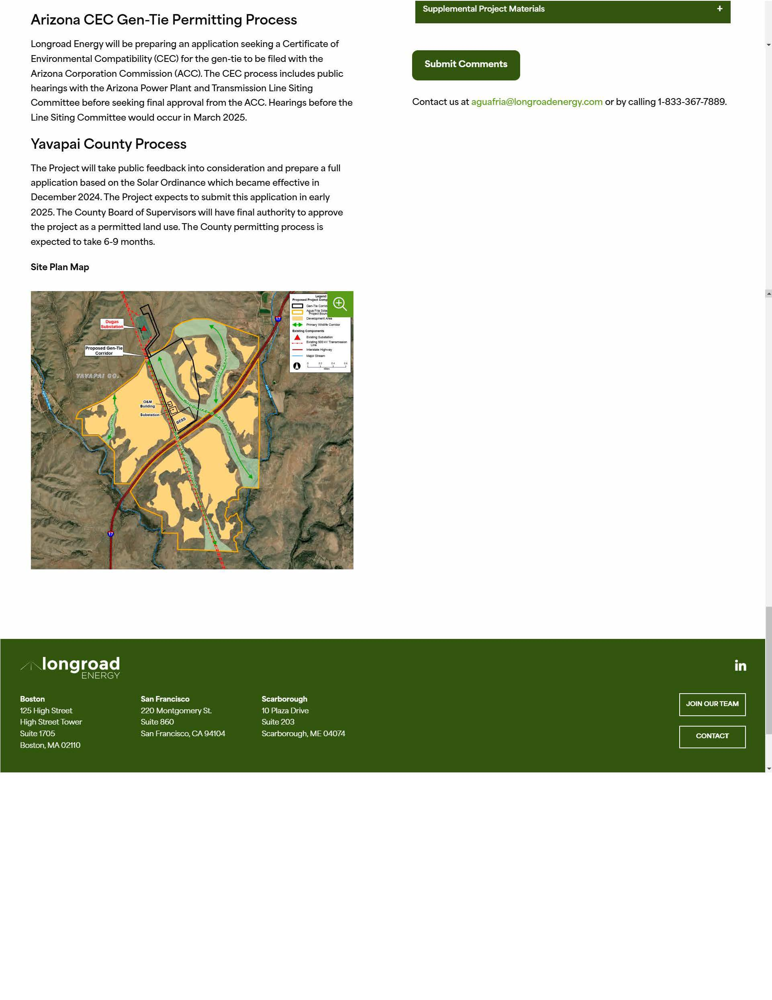 Arizona CEC Gen-Tie Permitting Process
Longroad Energy will be preparing an application seeking a Certificate of
Environmental Compatibility (CEC) for the gen-tie to be filed with the
Arizona Corporation Commission (ACC). The CEC process includes public
hearings with the Arizona Power Plant and Transmission Line Siting
Committee before seeking final approval from the ACC. Hearings before the
Line Siting Committee would occur in March 2025.
Yavapai County Process
The Project will take public feedback into consideration and prepare a full
application based on the Solar Ordinance which became effective in
December 2024. The Project expects to submit this application in early
2025. The County Board of Supervisors will have final authority to approve
the project as a permitted land use. The County permitting process is
expected to take 6-9 months.
Site Plan Map
Dugas
Substation
Proposed Gen-Tie
Corridor
YAVAPAI CO.
O&M
Building
Substation
BESS
WILDLIFE CORRIDOR
WILDLIFE CORRIDOR
WILDLIFE CORRIDOR
Agua Fria River
Ash Creek
17
17
Legend
Proposed Project Comp
Gen-Tie Corrid
Agua Fria Sola
Project Boun
Development Area
Primary Wildlife Corridor
Existing Components
Existing Substation
Existing 500 kV Transmission
Line
Interstate Highway
Major Stream
0 0.2 0.4 0.6
Miles
Supplemental Project Materials +
Submit Comments
Contact us at aguafria@longroadenergy.com or by calling 1-833-367-7889.
longroad
ENERGY
in
Boston
125 High Street
High Street Tower
Suite 1705
Boston, MA 02110
San Francisco
220 Montgomery St.
Suite 860
San Francisco, CA 94104
Scarborough
10 Plaza Drive
Suite 203
Scarborough, ME 04074
JOIN OUR TEAM
CONTACT